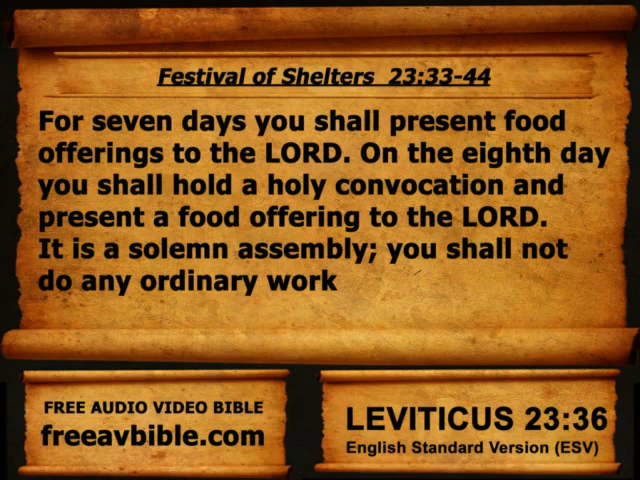 Festival of Shelters  23:33-44
For seven days you shall present food
offerings to the LORD. On the eighth day
you shall hold a holy convocation and
present a food offering to the LORD.
It is a solemn assembly; you shall not
do any ordinary work
FREE AUDIO VIDEO BIBLE
freeavbible.com
LEVITICUS 23:36
English Standard Version (ESV)